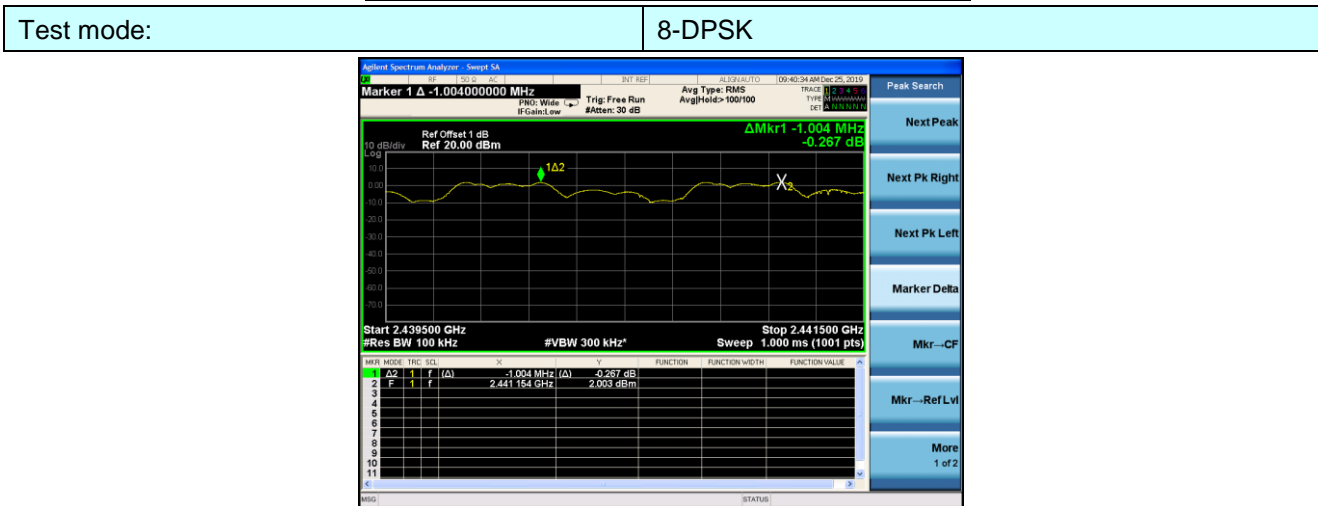 Test mode: 8-DPSK
Agilent Spectrum Analyzer - Swept SA
RF 50 Ω AC INT REF ALIGN AUTO 09:40:34 AM Dec 25, 2019
Marker 1 Δ -1.004000000 MHz
PNO: Wide
IFGain:Low
Trig: Free Run
#Atten: 30 dB
Avg Type: RMS
Avg|Hold:>100/100
TRACE 1 2 3 4 5 6
TYPE M
DET A N N N N N
Peak Search
Next Peak
Next Pk Right
Next Pk Left
Marker Delta
Mkr→CF
Mkr→Ref Lvl
More
1 of 2
ΔMkr1 -1.004 MHz
-0.267 dB
Ref Offset 1 dB
10 dB/div Ref 20.00 dBm
Log
10.0
0.00
-10.0
-20.0
-30.0
-40.0
-50.0
-60.0
-70.0
1Δ2
2
Start 2.439500 GHz Stop 2.441500 GHz
#Res BW 100 kHz #VBW 300 kHz* Sweep 1.000 ms (1001 pts)
MKR MODE TRC SCL X Y FUNCTION FUNCTION WIDTH FUNCTION VALUE
1 Δ2 1 f (Δ) -1.004 MHz (Δ) -0.267 dB
2 F 1 f 2.441 154 GHz 2.003 dBm
3
4
5
6
7
8
9
10
11
MSG STATUS